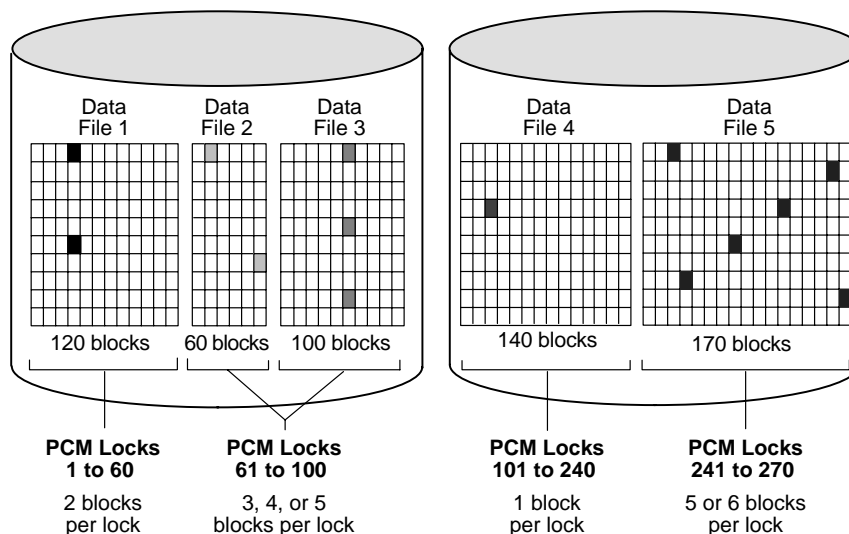 Data
File 1
Data
File 2
Data
File 3
Data
File 4
Data
File 5
120 blocks
60 blocks
100 blocks
140 blocks
170 blocks
PCM Locks
1 to 60
2 blocks
per lock
PCM Locks
61 to 100
3, 4, or 5
blocks per lock
PCM Locks
101 to 240
1 block
per lock
PCM Locks
241 to 270
5 or 6 blocks
per lock